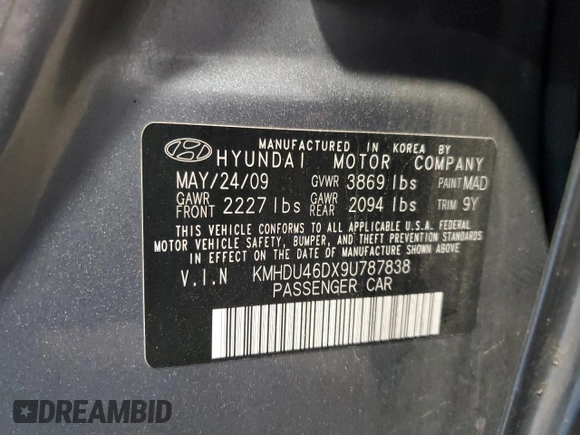 MANUFACTURED IN KOREA BY
HYUNDAI MOTOR COMPANY
MAY/24/09 GVWR 3869 lbs PAINT MAD
GAWR FRONT 2227 lbs GAWR REAR 2094 lbs TRIM 9Y
THIS VEHICLE CONFORMS TO ALL APPLICABLE U.S.A. FEDERAL
MOTOR VEHICLE SAFETY, BUMPER, AND THEFT PREVENTION STANDARDS
IN EFFECT ON THE DATE OF MANUFACTURE SHOWN ABOVE
V.I.N KMHDU46DX9U787838
PASSENGER CAR
DREAMBID